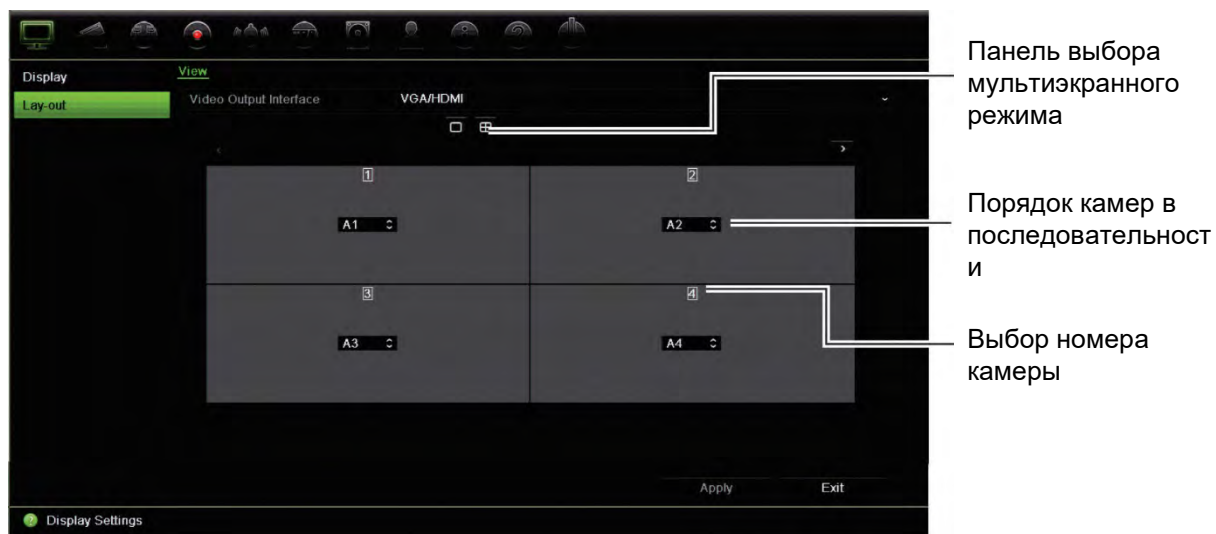 Display
View
Lay-out
Video Output Interface
VGA/HDMI
1
2
A1
A2
3
4
A3
A4
Apply
Exit
Display Settings
Панель выбора
мультиэкранного
режима
Порядок камер в
последовательност
и
Выбор номера
камеры